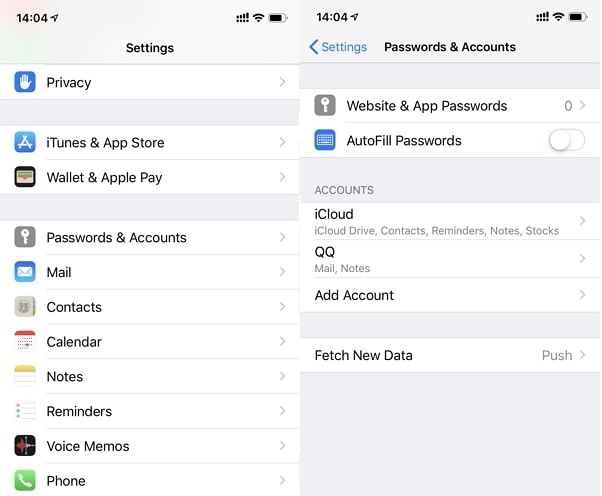 14:04
Settings
Privacy
iTunes & App Store
Wallet & Apple Pay
Passwords & Accounts
Mail
Contacts
Calendar
Notes
Reminders
Voice Memos
Phone
14:04
Settings
Passwords & Accounts
Website & App Passwords 0
AutoFill Passwords
ACCOUNTS
iCloud
iCloud Drive, Contacts, Reminders, Notes, Stocks
QQ
Mail, Notes
Add Account
Fetch New Data Push